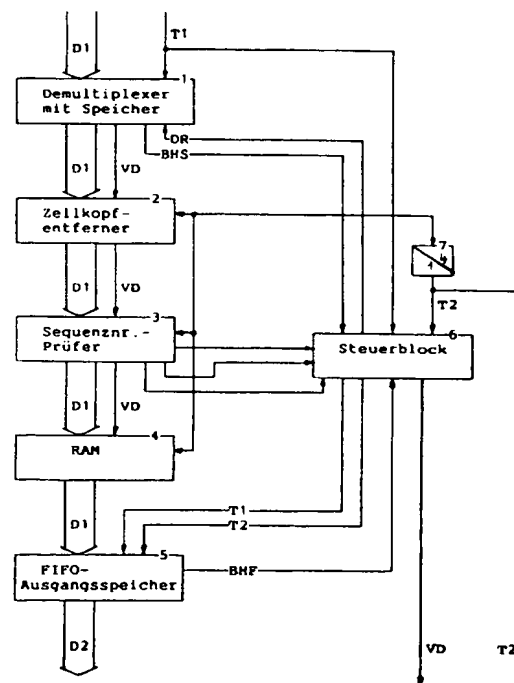 D1
T1
1
Demultiplexer
mit Speicher
DR
BHS
D1
VD
2
Zellkopf-
entferner
7
4
T2
D1
VD
3
Sequenznr.-
Prüfer
6
Steuerblock
D1
VD
4
RAM
D1
T1
T2
5
FIFO-
Ausgangsspeicher
BHF
D2
VD
T2